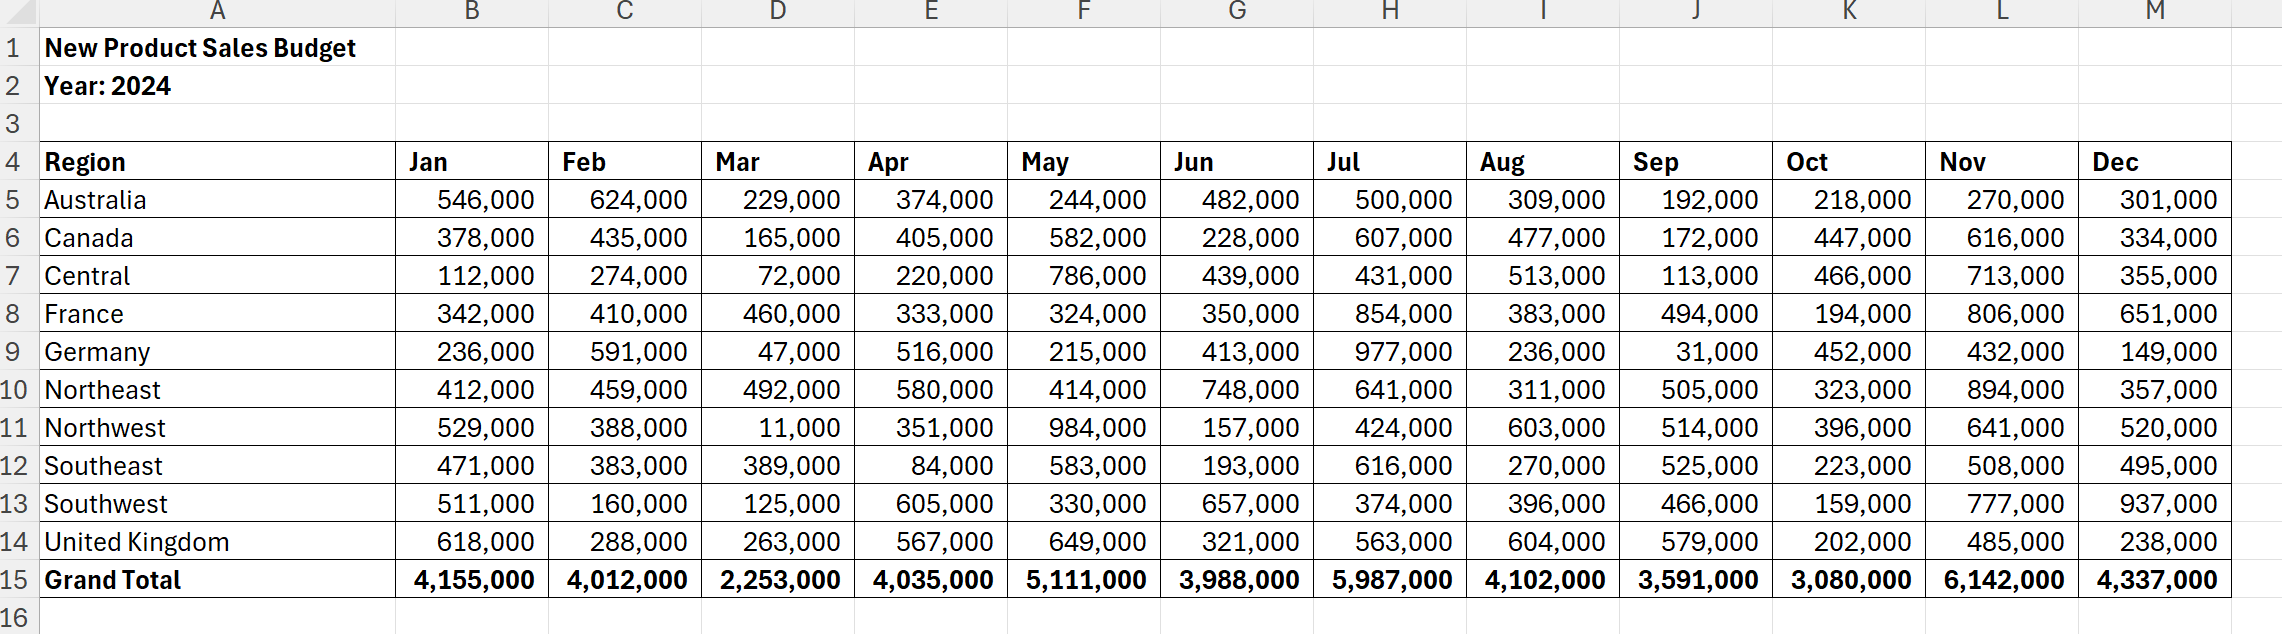 A B C D E F G H I J K L M
1 New Product Sales Budget
2 Year: 2024
3
4 Region Jan Feb Mar Apr May Jun Jul Aug Sep Oct Nov Dec
5 Australia 546,000 624,000 229,000 374,000 244,000 482,000 500,000 309,000 192,000 218,000 270,000 301,000
6 Canada 378,000 435,000 165,000 405,000 582,000 228,000 607,000 477,000 172,000 447,000 616,000 334,000
7 Central 112,000 274,000 72,000 220,000 786,000 439,000 431,000 513,000 113,000 466,000 713,000 355,000
8 France 342,000 410,000 460,000 333,000 324,000 350,000 854,000 383,000 494,000 194,000 806,000 651,000
9 Germany 236,000 591,000 47,000 516,000 215,000 413,000 977,000 236,000 31,000 452,000 432,000 149,000
10 Northeast 412,000 459,000 492,000 580,000 414,000 748,000 641,000 311,000 505,000 323,000 894,000 357,000
11 Northwest 529,000 388,000 11,000 351,000 984,000 157,000 424,000 603,000 514,000 396,000 641,000 520,000
12 Southeast 471,000 383,000 389,000 84,000 583,000 193,000 616,000 270,000 525,000 223,000 508,000 495,000
13 Southwest 511,000 160,000 125,000 605,000 330,000 657,000 374,000 396,000 466,000 159,000 777,000 937,000
14 United Kingdom 618,000 288,000 263,000 567,000 649,000 321,000 563,000 604,000 579,000 202,000 485,000 238,000
15 Grand Total 4,155,000 4,012,000 2,253,000 4,035,000 5,111,000 3,988,000 5,987,000 4,102,000 3,591,000 3,080,000 6,142,000 4,337,000
16